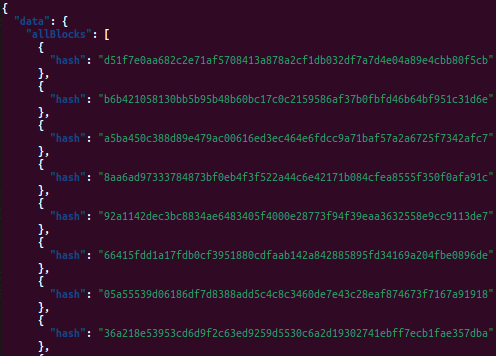 {
"data": {
"allBlocks": [
{
"hash": "d51f7e0aa682c2e71af5708413a878a2cf1db032df7a7d4e04a89e4cbb80f5cb"
},
{
"hash": "b6b421058130bb5b95b48b60bc17c0c2159586af37b0fbfd46b64bf951c31d6e"
},
{
"hash": "a5ba450c388d89e479ac00616ed3ec464e6fdcc9a71baf57a2a6725f7342afc7"
},
{
"hash": "8aa6ad97333784873bf0eb4f3f522a44c6e42171b084cfea8555f350f0afa91c"
},
{
"hash": "92a1142dec3bc8834ae6483405f4000e28773f94f39eaa3632558e9cc9113de7"
},
{
"hash": "66415fdd1a17fdb0cf3951880cdfaab142a842885895fd34169a204fbe0896de"
},
{
"hash": "05a55539d06186df7d8388add5c4c8c3460de7e43c28eaf874673f7167a91918"
},
{
"hash": "36a218e53953cd6d9f2c63ed9259d5530c6a2d19302741ebff7ecb1fae357dba"
},